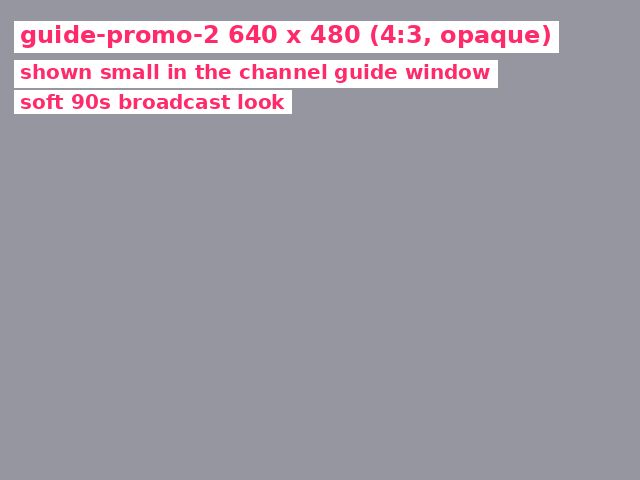 guide-promo-2 640 x 480 (4:3, opaque)
shown small in the channel guide window
soft 90s broadcast look